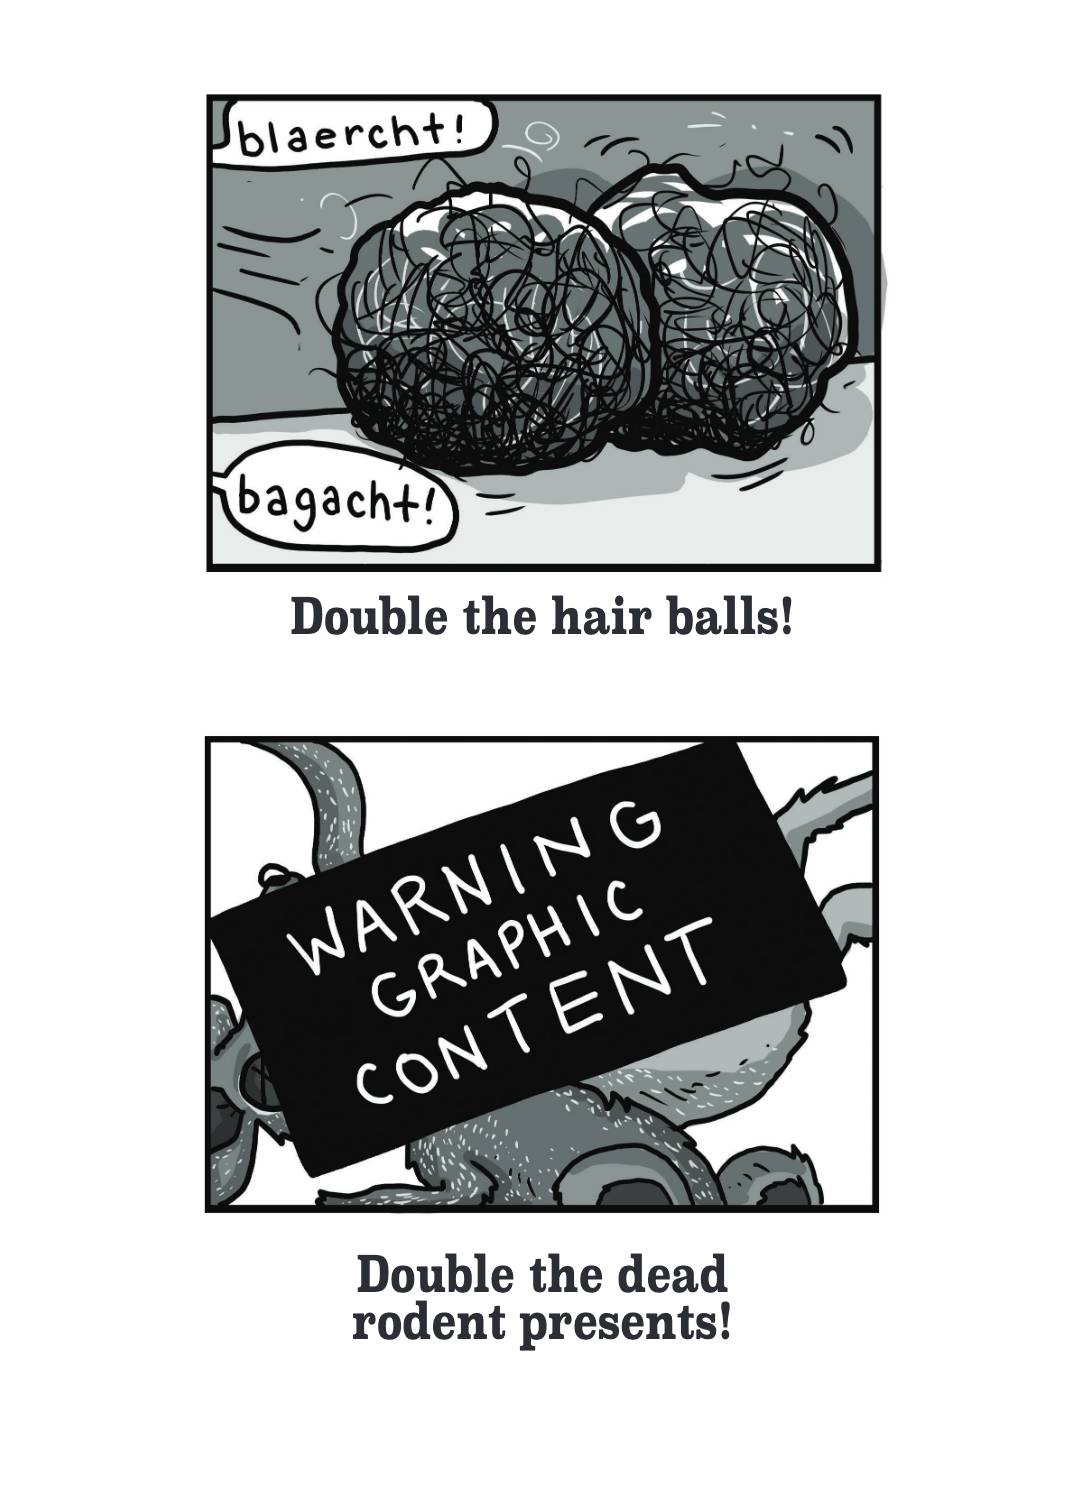 blaercht!
bagacht!
Double the hair balls!
WARNING
GRAPHIC
CONTENT
Double the dead
rodent presents!